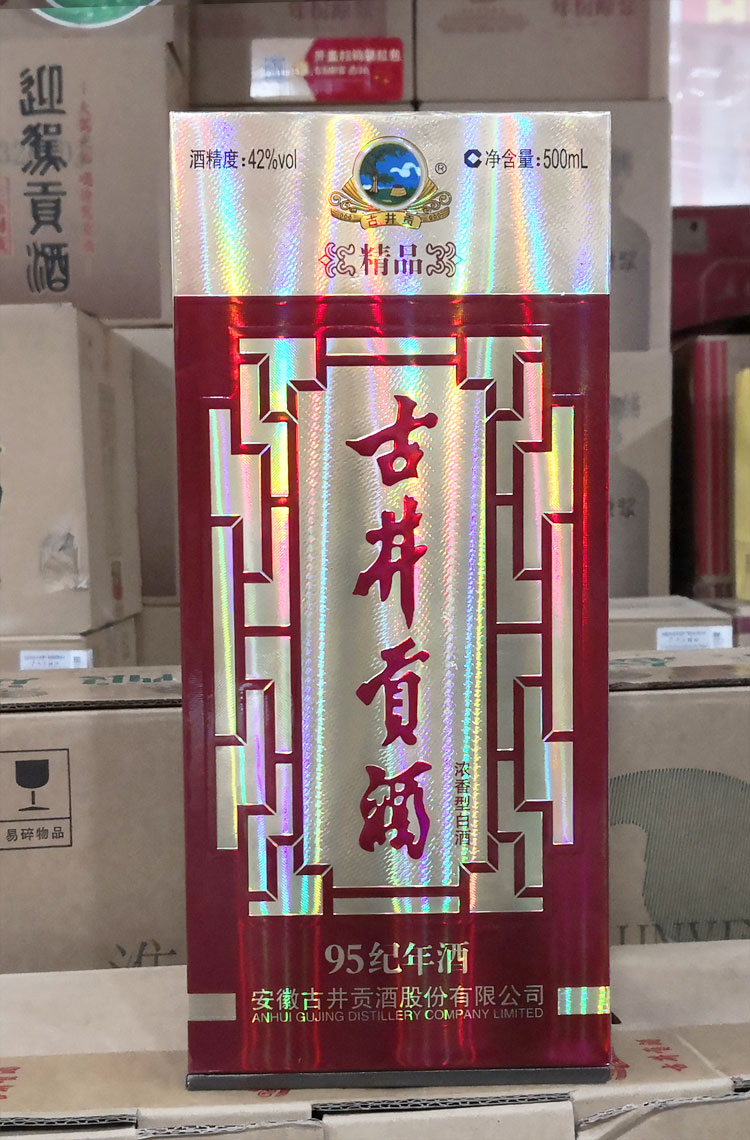 迎驾贡酒
酒精度:42%vol
净含量:500mL
®
古井贡
精品
古井贡酒
浓香型白酒
95纪年酒
安徽古井贡酒股份有限公司
ANHUI GUJING DISTILLERY COMPANY LIMITED
易碎物品